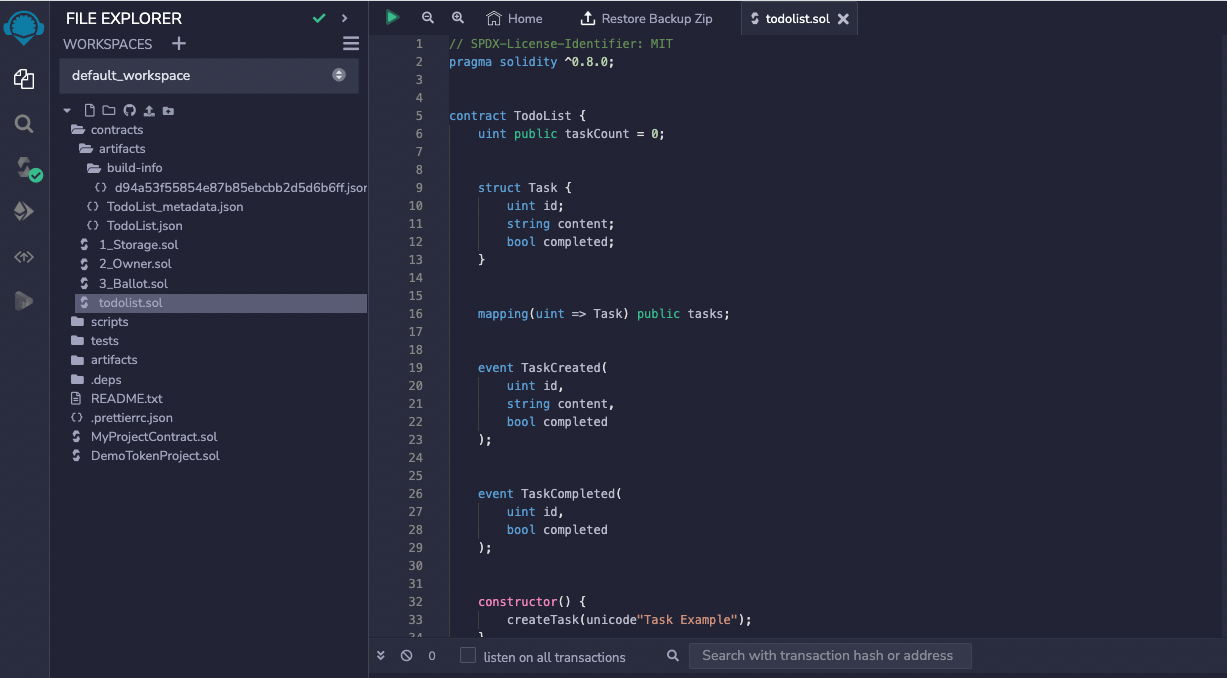 FILE EXPLORER
WORKSPACES
default_workspace
contracts
artifacts
build-info
d94a53f55854e87b85ebcbb2d5d6b6ff.json
TodoList_metadata.json
TodoList.json
1_Storage.sol
2_Owner.sol
3_Ballot.sol
todolist.sol
scripts
tests
artifacts
.deps
README.txt
.prettierrc.json
MyProjectContract.sol
DemoTokenProject.sol
Home
Restore Backup Zip
todolist.sol
1 // SPDX-License-Identifier: MIT
2 pragma solidity ^0.8.0;
3
4
5 contract TodoList {
6 uint public taskCount = 0;
7
8
9 struct Task {
10 uint id;
11 string content;
12 bool completed;
13 }
14
15
16 mapping(uint => Task) public tasks;
17
18
19 event TaskCreated(
20 uint id,
21 string content,
22 bool completed
23 );
24
25
26 event TaskCompleted(
27 uint id,
28 bool completed
29 );
30
31
32 constructor() {
33 createTask(unicode"Task Example");
34 }
0
listen on all transactions
Search with transaction hash or address